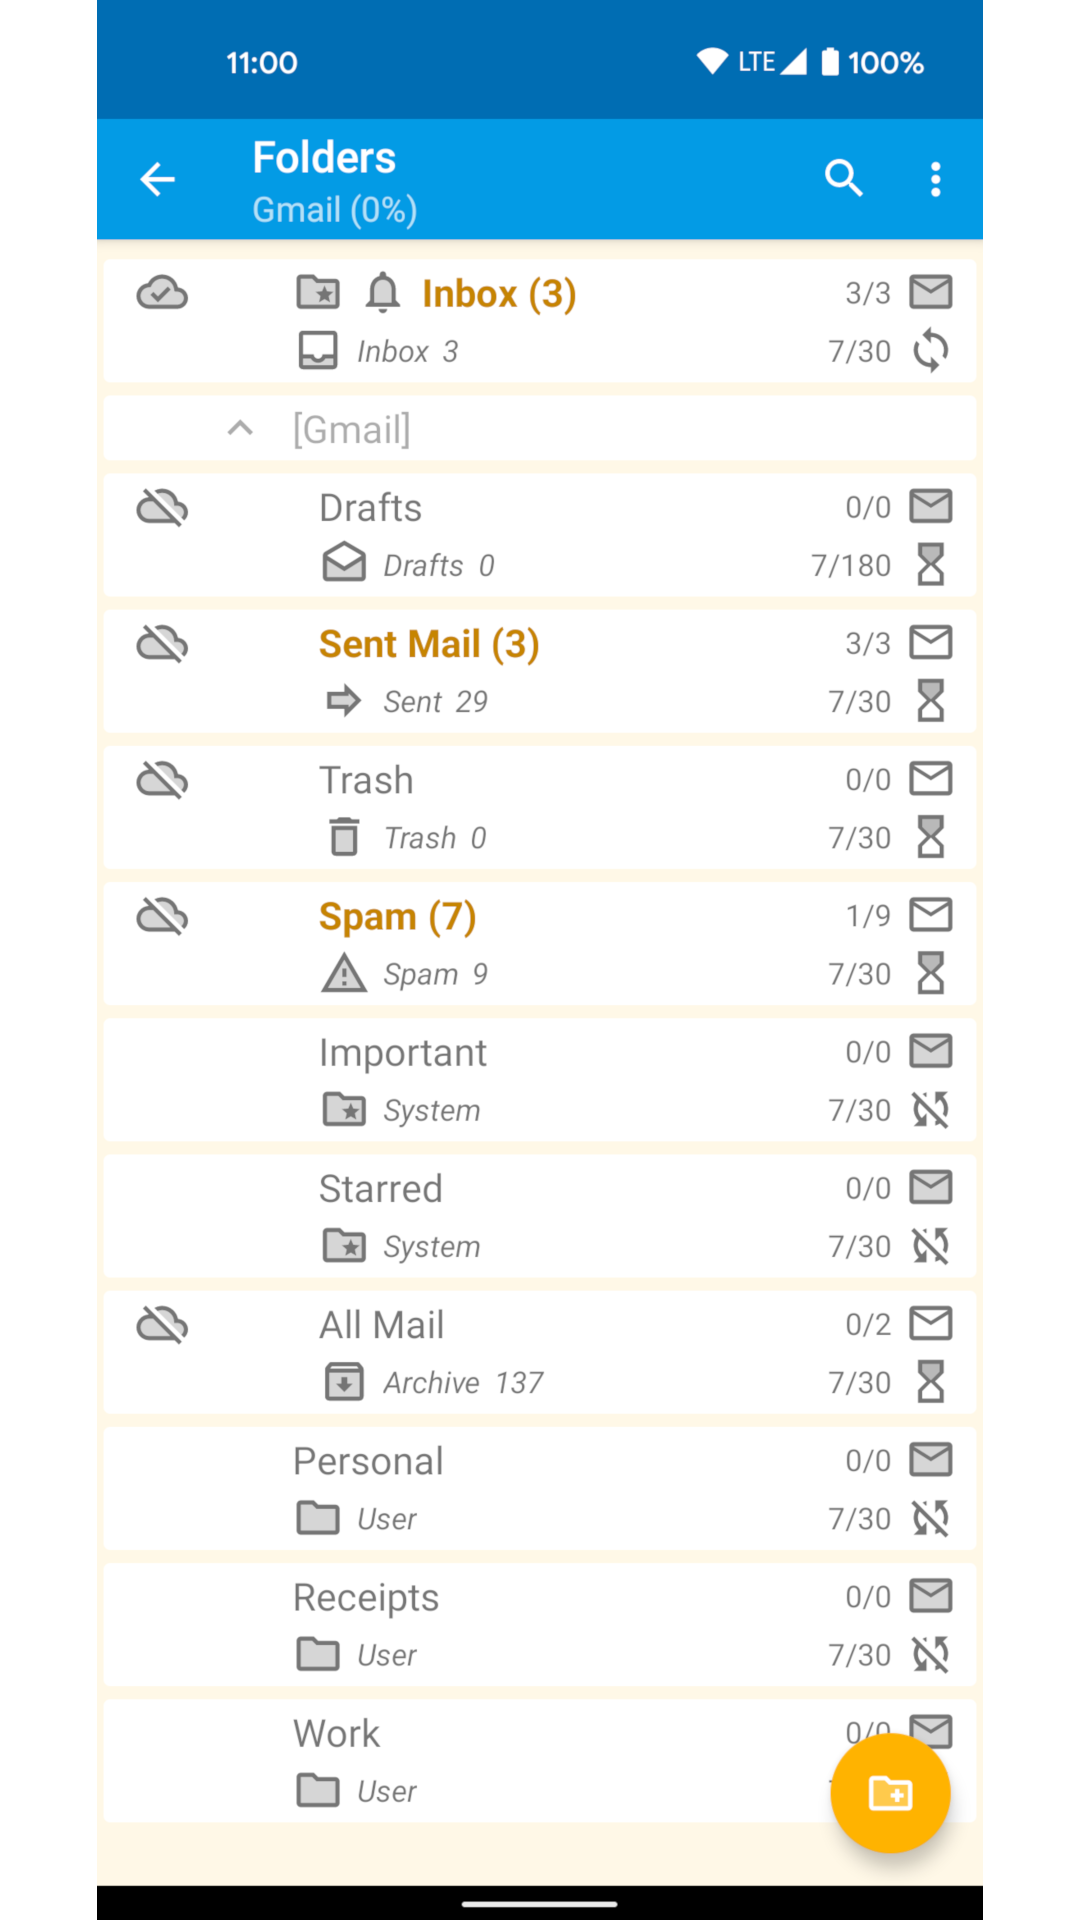 11:00 LTE 100%
Folders
Gmail (0%)
Inbox (3) 3/3
Inbox 3 7/30
[Gmail]
Drafts 0/0
Drafts 0 7/180
Sent Mail (3) 3/3
Sent 29 7/30
Trash 0/0
Trash 0 7/30
Spam (7) 1/9
Spam 9 7/30
Important 0/0
System 7/30
Starred 0/0
System 7/30
All Mail 0/2
Archive 137 7/30
Personal 0/0
User 7/30
Receipts 0/0
User 7/30
Work 0/0
User